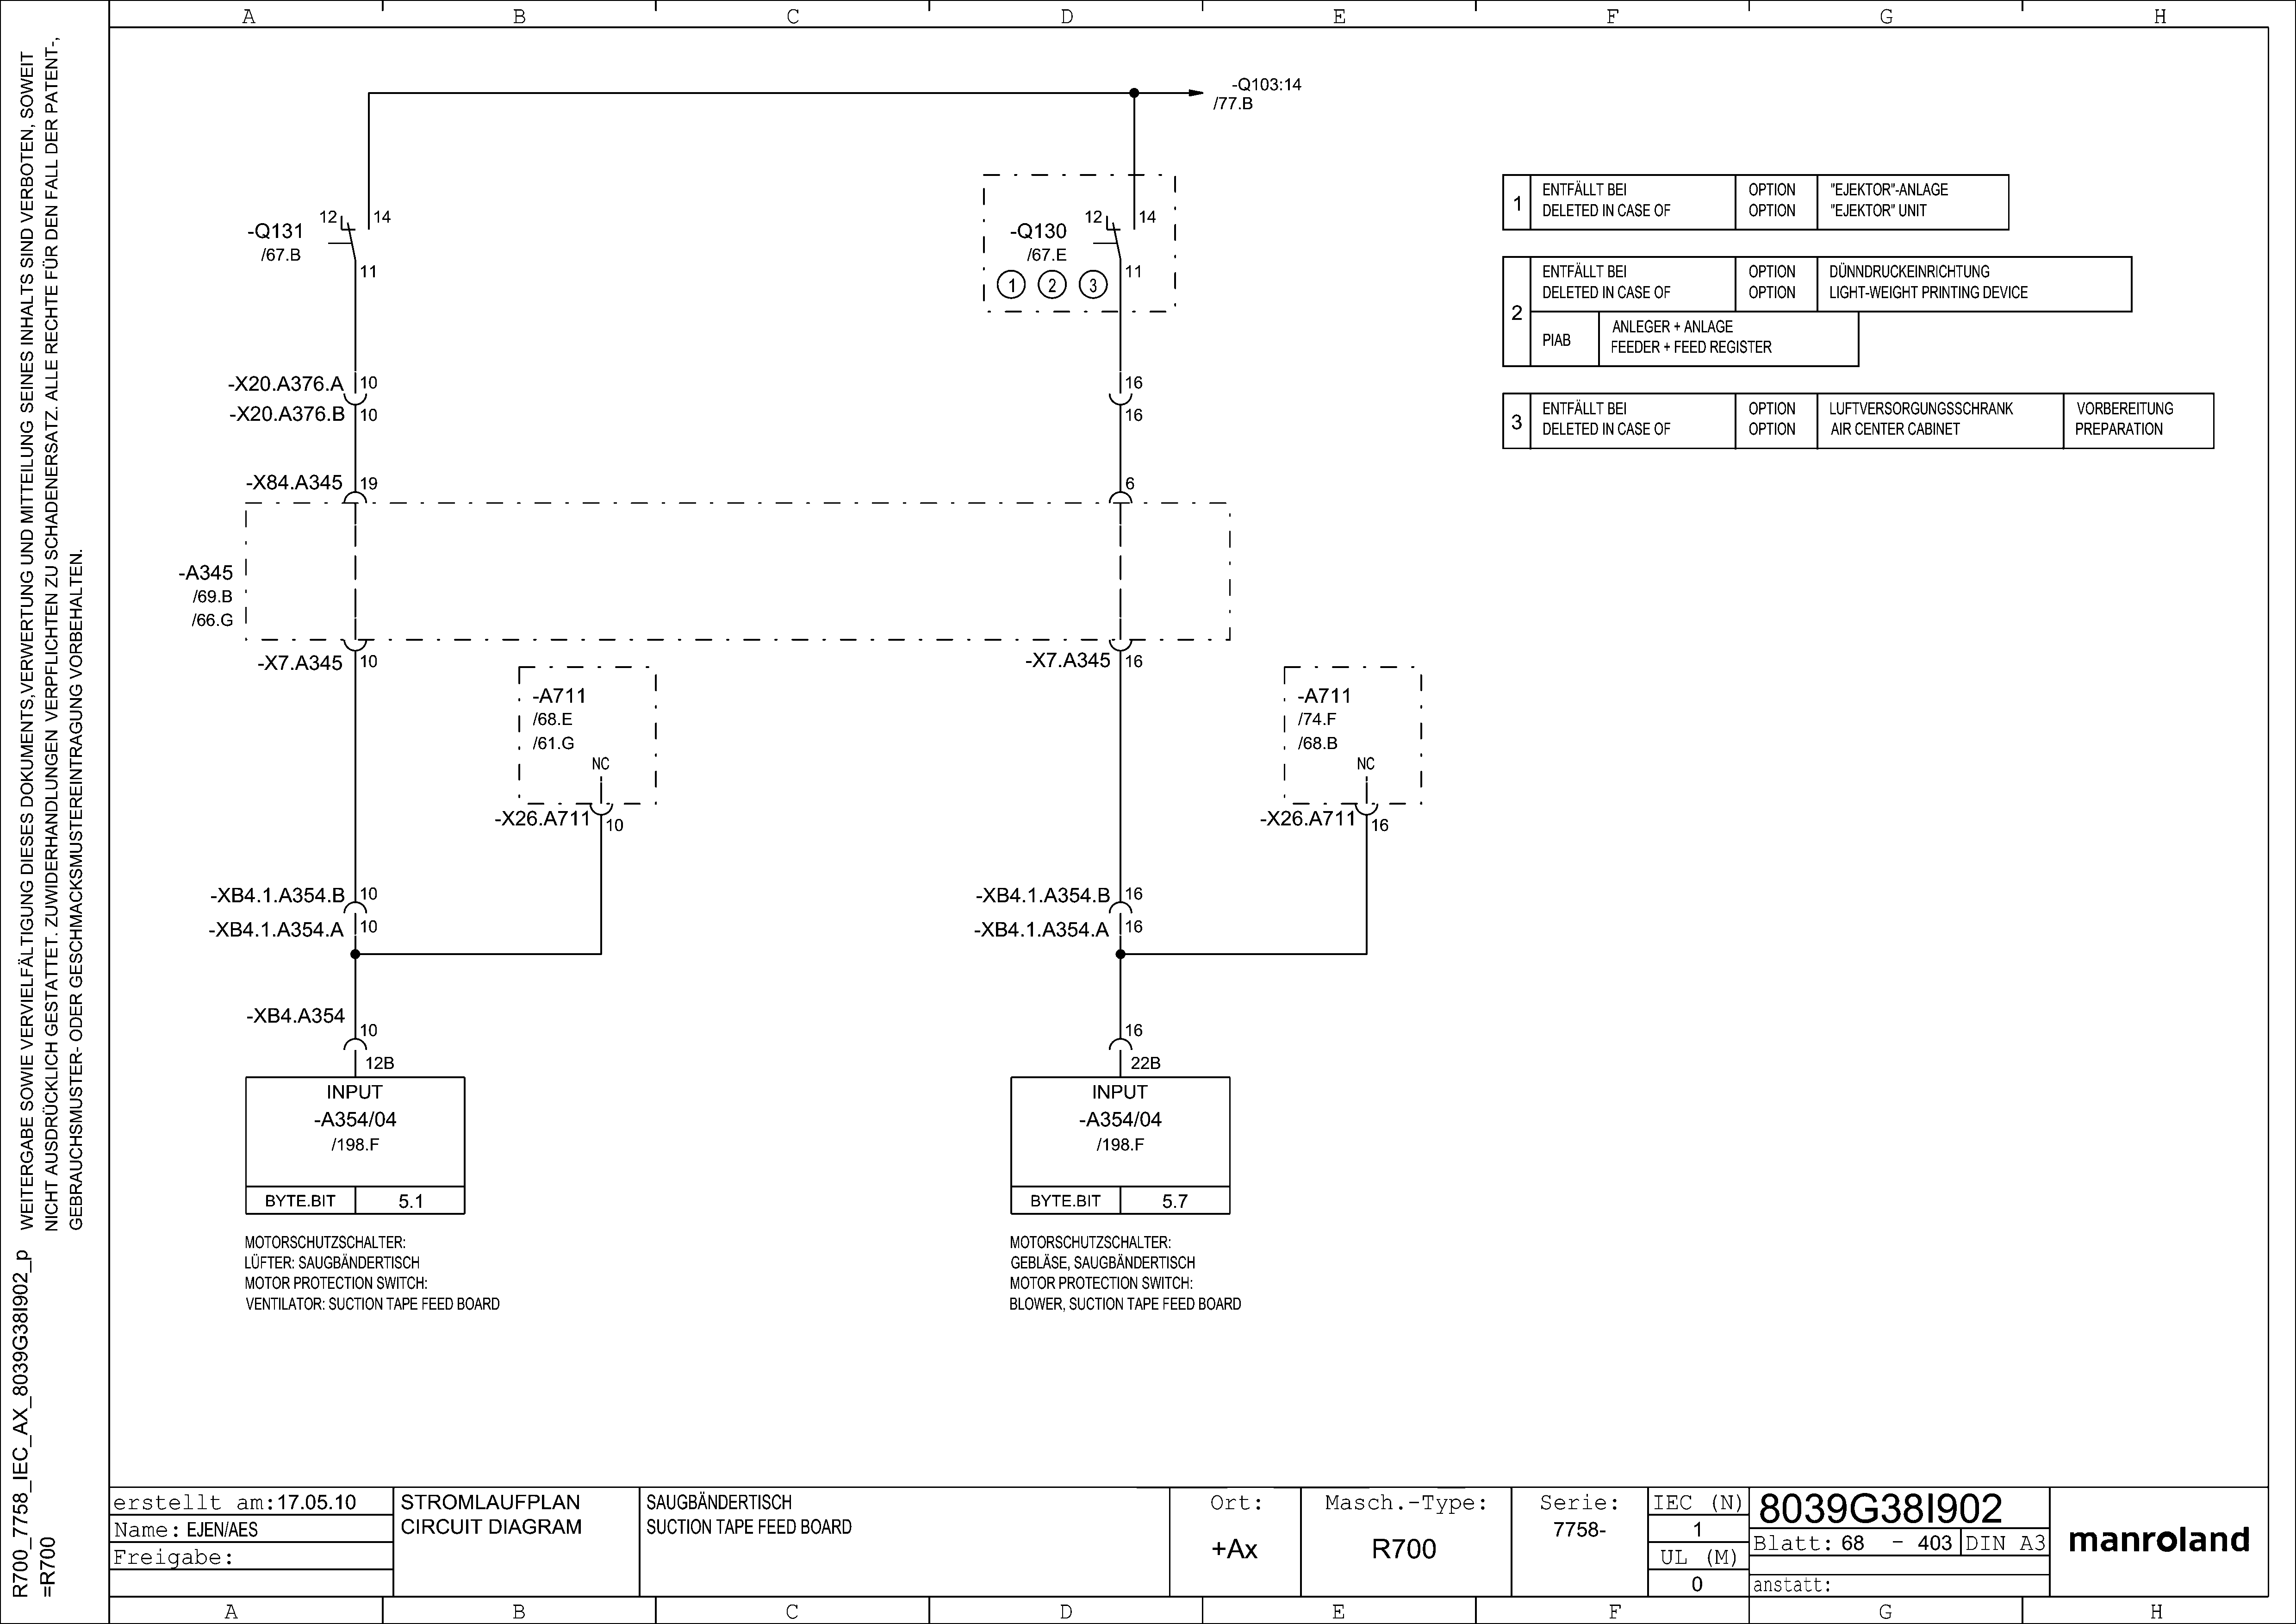 A B C D E F G H
WEITERGABE SOWIE VERVIELFÄLTIGUNG DIESES DOKUMENTS,VERWERTUNG UND MITTEILUNG SEINES INHALTS SIND VERBOTEN, SOWEIT
NICHT AUSDRÜCKLICH GESTATTET. ZUWIDERHANDLUNGEN VERPFLICHTEN ZU SCHADENERSATZ. ALLE RECHTE FÜR DEN FALL DER PATENT-,
GEBRAUCHSMUSTER- ODER GESCHMACKSMUSTEREINTRAGUNG VORBEHALTEN.
R700_7758_IEC_AX_8039G38I902_p
=R700
-Q103:14
/77.B
12 14
-Q131
/67.B
11
12 14
-Q130
/67.E
11
1 2 3
1
ENTFÄLLT BEI OPTION "EJEKTOR"-ANLAGE
DELETED IN CASE OF OPTION "EJEKTOR" UNIT
2
ENTFÄLLT BEI OPTION DÜNNDRUCKEINRICHTUNG
DELETED IN CASE OF OPTION LIGHT-WEIGHT PRINTING DEVICE
PIAB
ANLEGER + ANLAGE
FEEDER + FEED REGISTER
3
ENTFÄLLT BEI OPTION LUFTVERSORGUNGSSCHRANK VORBEREITUNG
DELETED IN CASE OF OPTION AIR CENTER CABINET PREPARATION
-X20.A376.A 10 16
-X20.A376.B 10 16
-X84.A345 19 6
-A345
/69.B
/66.G
-X7.A345 10
-X7.A345 16
-A711
/68.E
/61.G
NC
-X26.A711 10
-A711
/74.F
/68.B
NC
-X26.A711 16
-XB4.1.A354.B 10
-XB4.1.A354.A 10
-XB4.1.A354.B 16
-XB4.1.A354.A 16
-XB4.A354
10 16
12B 22B
INPUT
-A354/04
/198.F
BYTE.BIT 5.1
INPUT
-A354/04
/198.F
BYTE.BIT 5.7
MOTORSCHUTZSCHALTER:
LÜFTER: SAUGBÄNDERTISCH
MOTOR PROTECTION SWITCH:
VENTILATOR: SUCTION TAPE FEED BOARD
MOTORSCHUTZSCHALTER:
GEBLÄSE, SAUGBÄNDERTISCH
MOTOR PROTECTION SWITCH:
BLOWER, SUCTION TAPE FEED BOARD
erstellt am:17.05.10
Name: EJEN/AES
Freigabe:
STROMLAUFPLAN
CIRCUIT DIAGRAM
SAUGBÄNDERTISCH
SUCTION TAPE FEED BOARD
Ort:
+Ax
Masch.-Type:
R700
Serie:
7758-
IEC (N)
1
UL (M)
0
8039G38I902
Blatt: 68 - 403 DIN A3
anstatt:
manroland
A B C D E F G H